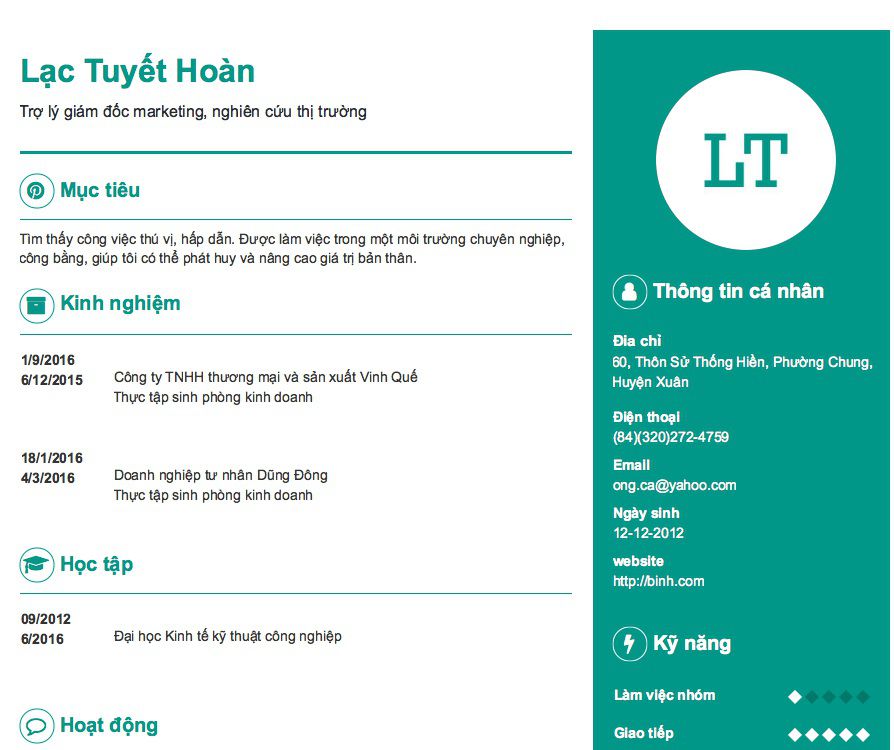 Lạc Tuyết Hoàn
Trợ lý giám đốc marketing, nghiên cứu thị trường
Mục tiêu
Tìm thấy công việc thú vị, hấp dẫn. Được làm việc trong một môi trường chuyên nghiệp,
công bằng, giúp tôi có thể phát huy và nâng cao giá trị bản thân.
Kinh nghiệm
1/9/2016
6/12/2015
Công ty TNHH thương mại và sản xuất Vinh Quế
Thực tập sinh phòng kinh doanh
18/1/2016
4/3/2016
Doanh nghiệp tư nhân Dũng Đông
Thực tập sinh phòng kinh doanh
Học tập
09/2012
6/2016
Đại học Kinh tế kỹ thuật công nghiệp
Hoạt động
LT
Thông tin cá nhân
Đia chỉ
60, Thôn Sử Thống Hiền, Phường Chung,
Huyện Xuân
Điện thoại
(84)(320)272-4759
Email
ong.ca@yahoo.com
Ngày sinh
12-12-2012
website
http://binh.com
Kỹ năng
Làm việc nhóm
Giao tiếp